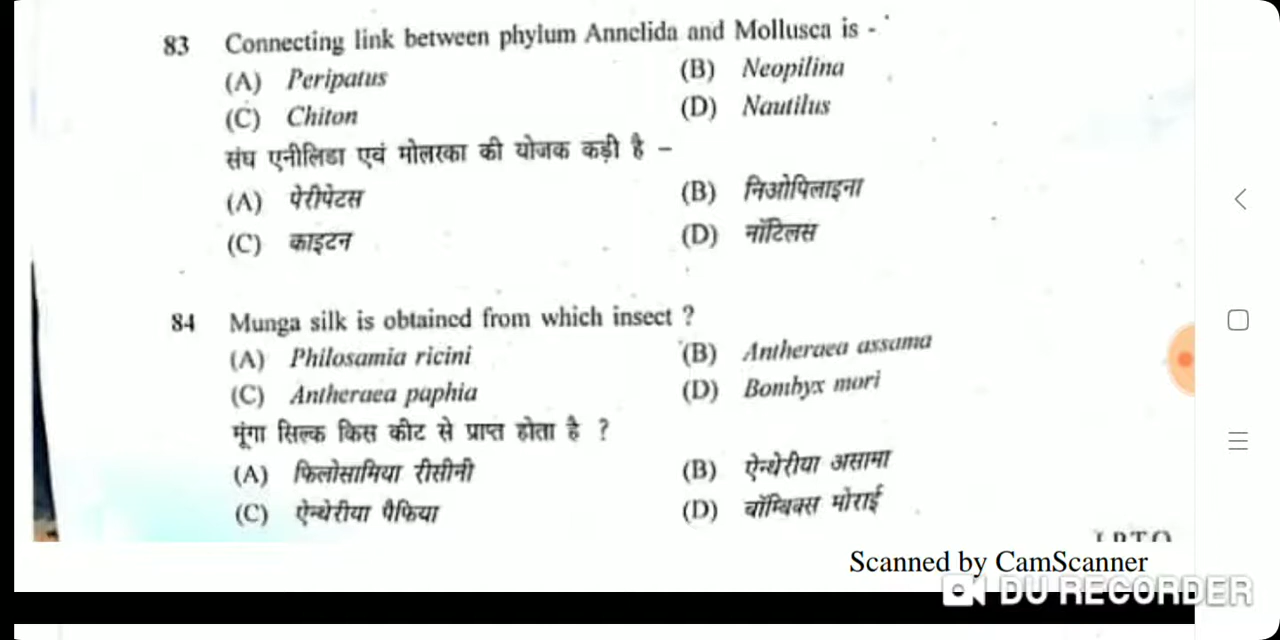 83 Connecting link between phylum Annelida and Mollusca is -
(A) Peripatus (B) Neopilina
(C) Chiton (D) Nautilus
संघ एनीलिडा एवं मोलस्का की योजक कड़ी है –
(A) पेरीपेटस (B) निओपिलाइना
(C) काइटन (D) नॉटिलस
84 Munga silk is obtained from which insect ?
(A) Philosamia ricini (B) Antheraea assama
(C) Antheraea paphia (D) Bombyx mori
मूंगा सिल्क किस कीट से प्राप्त होता है ?
(A) फिलोसामिया रीसीनी (B) ऐन्थेरीया असामा
(C) ऐन्थेरीया पैफिया (D) बॉम्बिक्स मोराई
Scanned by CamScanner
DU RECORDER